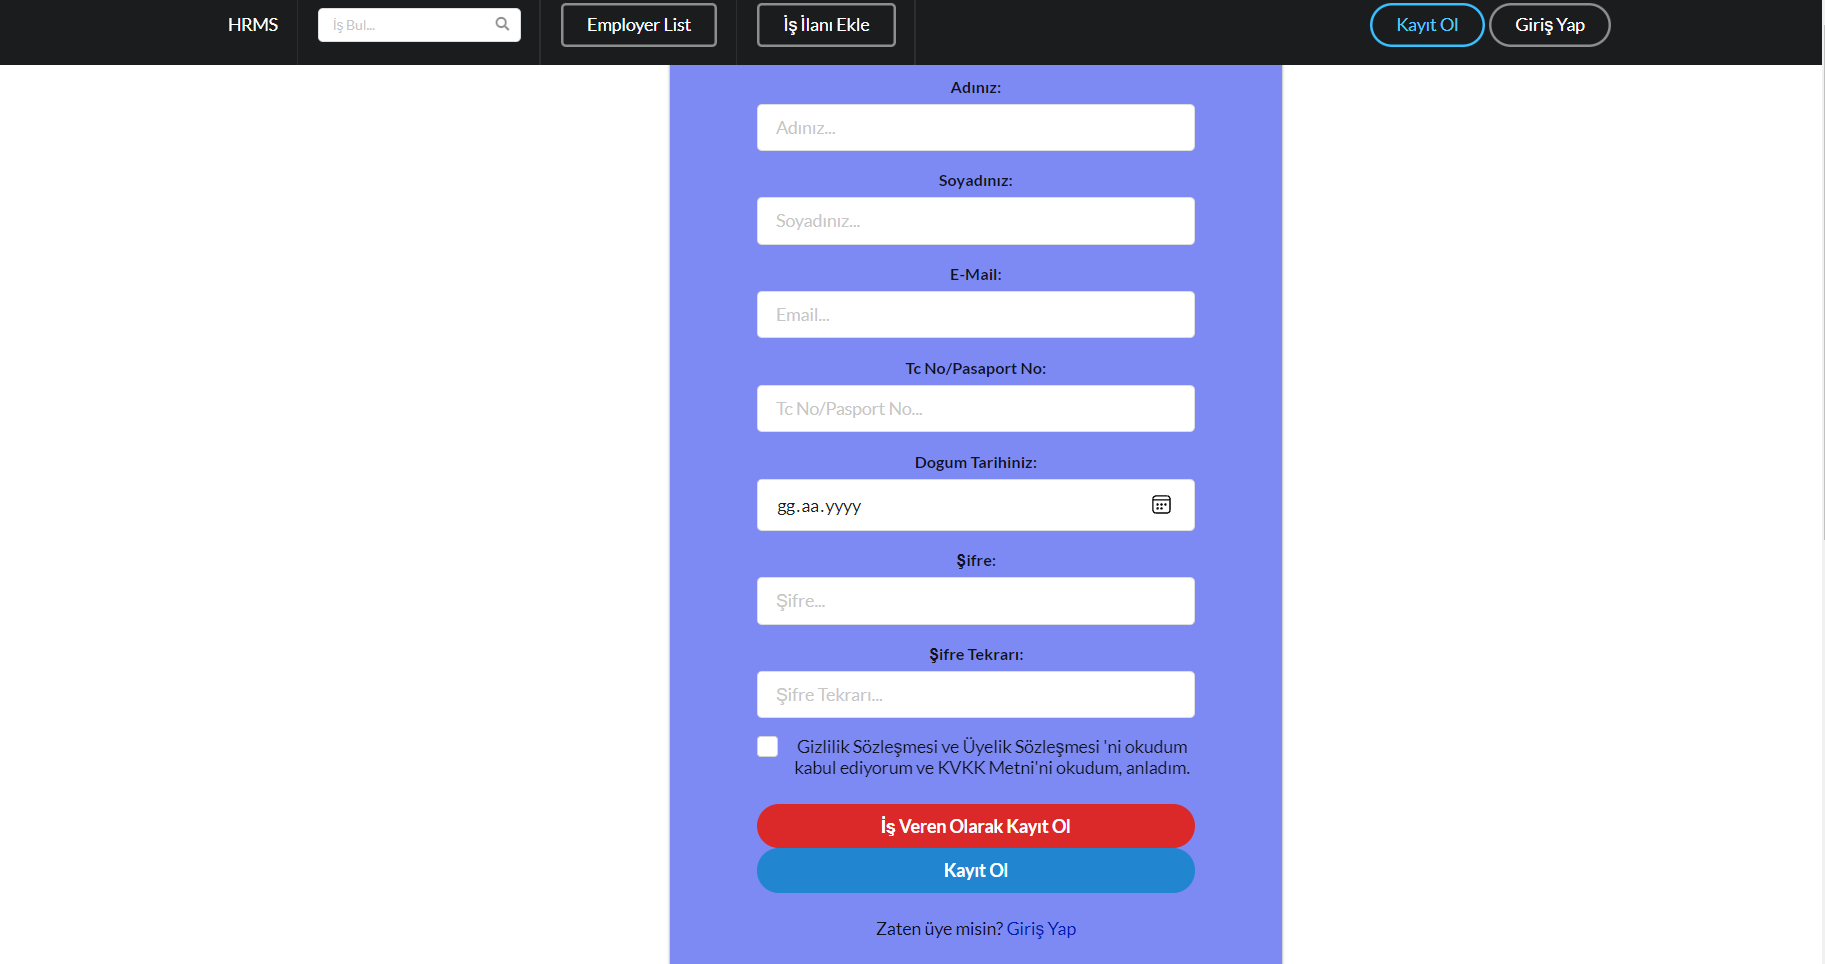 HRMS
İş Bul...
Employer List
İş İlanı Ekle
Kayıt Ol
Giriş Yap
Adınız:
Adınız...
Soyadınız:
Soyadınız...
E-Mail:
Email...
Tc No/Pasaport No:
Tc No/Pasport No...
Dogum Tarihiniz:
gg.aa.yyyy
Şifre:
Şifre...
Şifre Tekrarı:
Şifre Tekrarı...
Gizlilik Sözleşmesi ve Üyelik Sözleşmesi 'ni okudum
kabul ediyorum ve KVKK Metni'ni okudum, anladım.
İş Veren Olarak Kayıt Ol
Kayıt Ol
Zaten üye misin? Giriş Yap